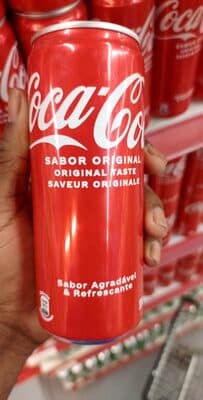 Coca-Co
SABOR ORIGINAL
ORIGINAL TASTE
SAVEUR ORIGINALE
Sabor Agradável
& Refrescante